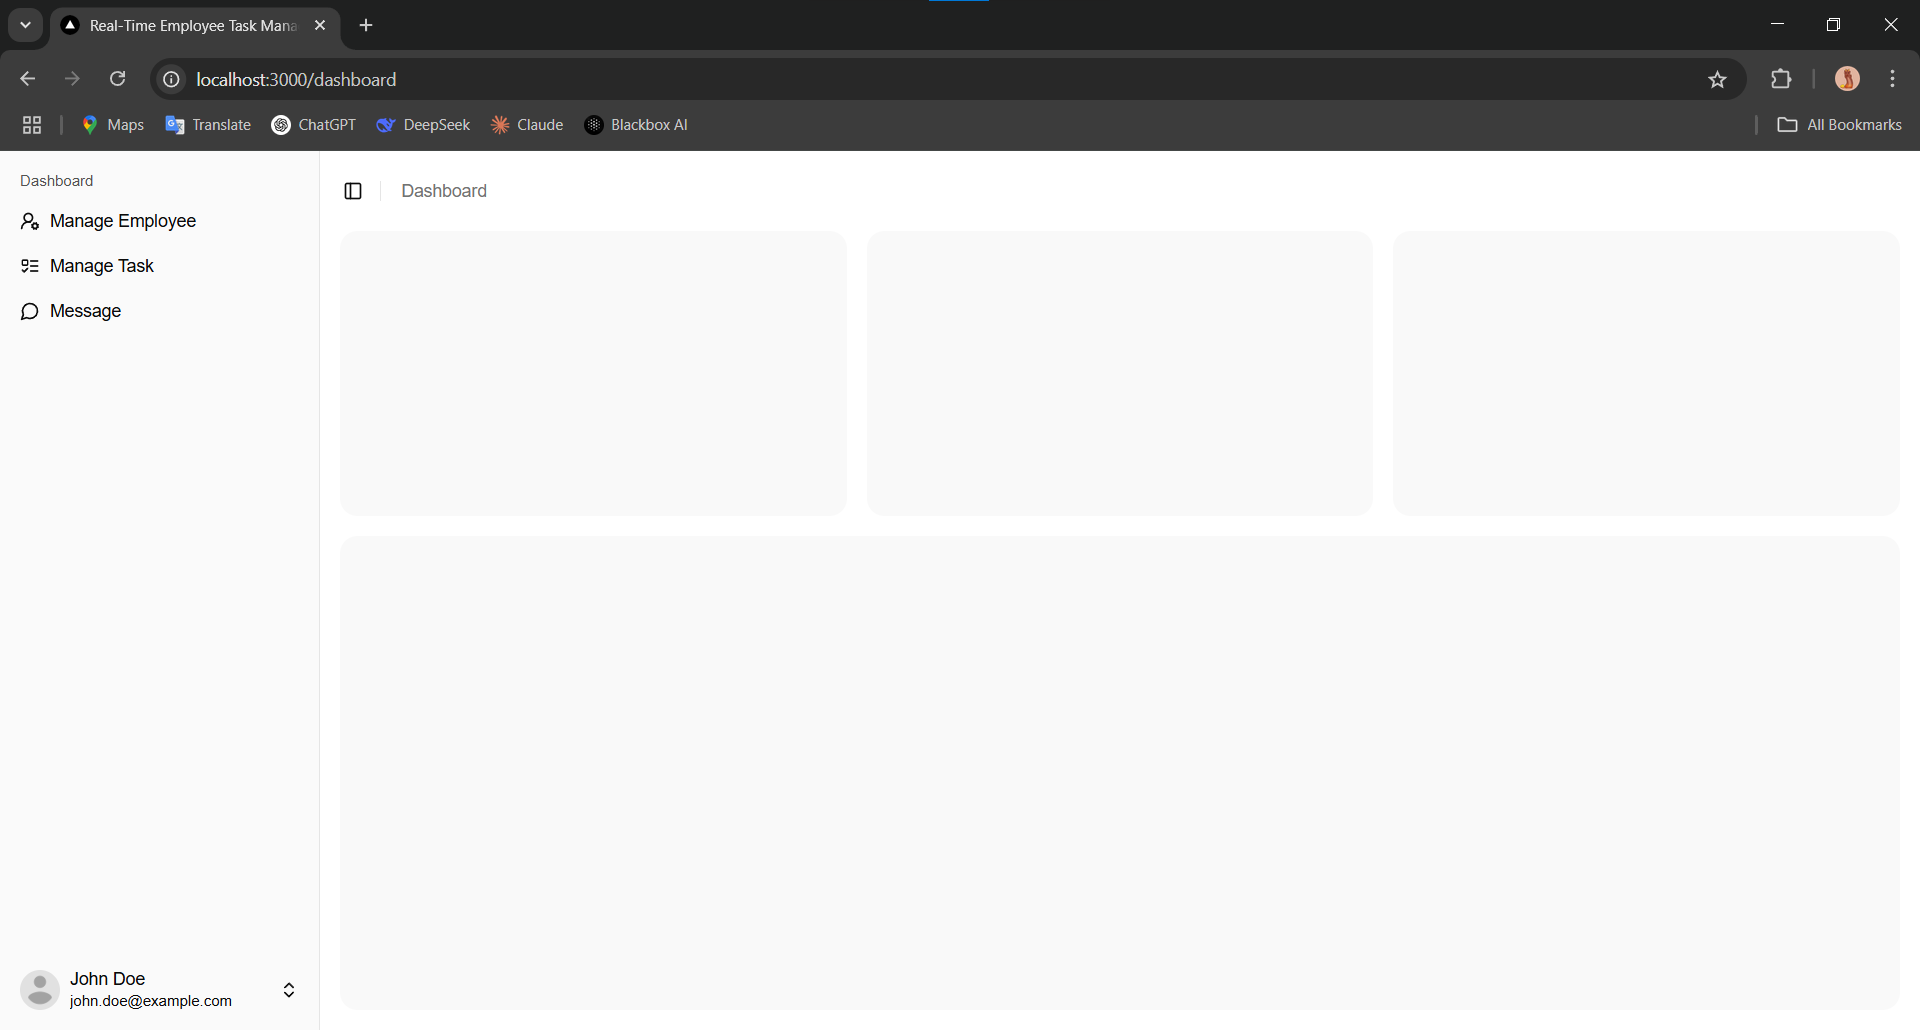 Real-Time Employee Task Mana
localhost:3000/dashboard
Maps
Translate
ChatGPT
DeepSeek
Claude
Blackbox AI
All Bookmarks
Dashboard
Manage Employee
Manage Task
Message
John Doe
john.doe@example.com
Dashboard